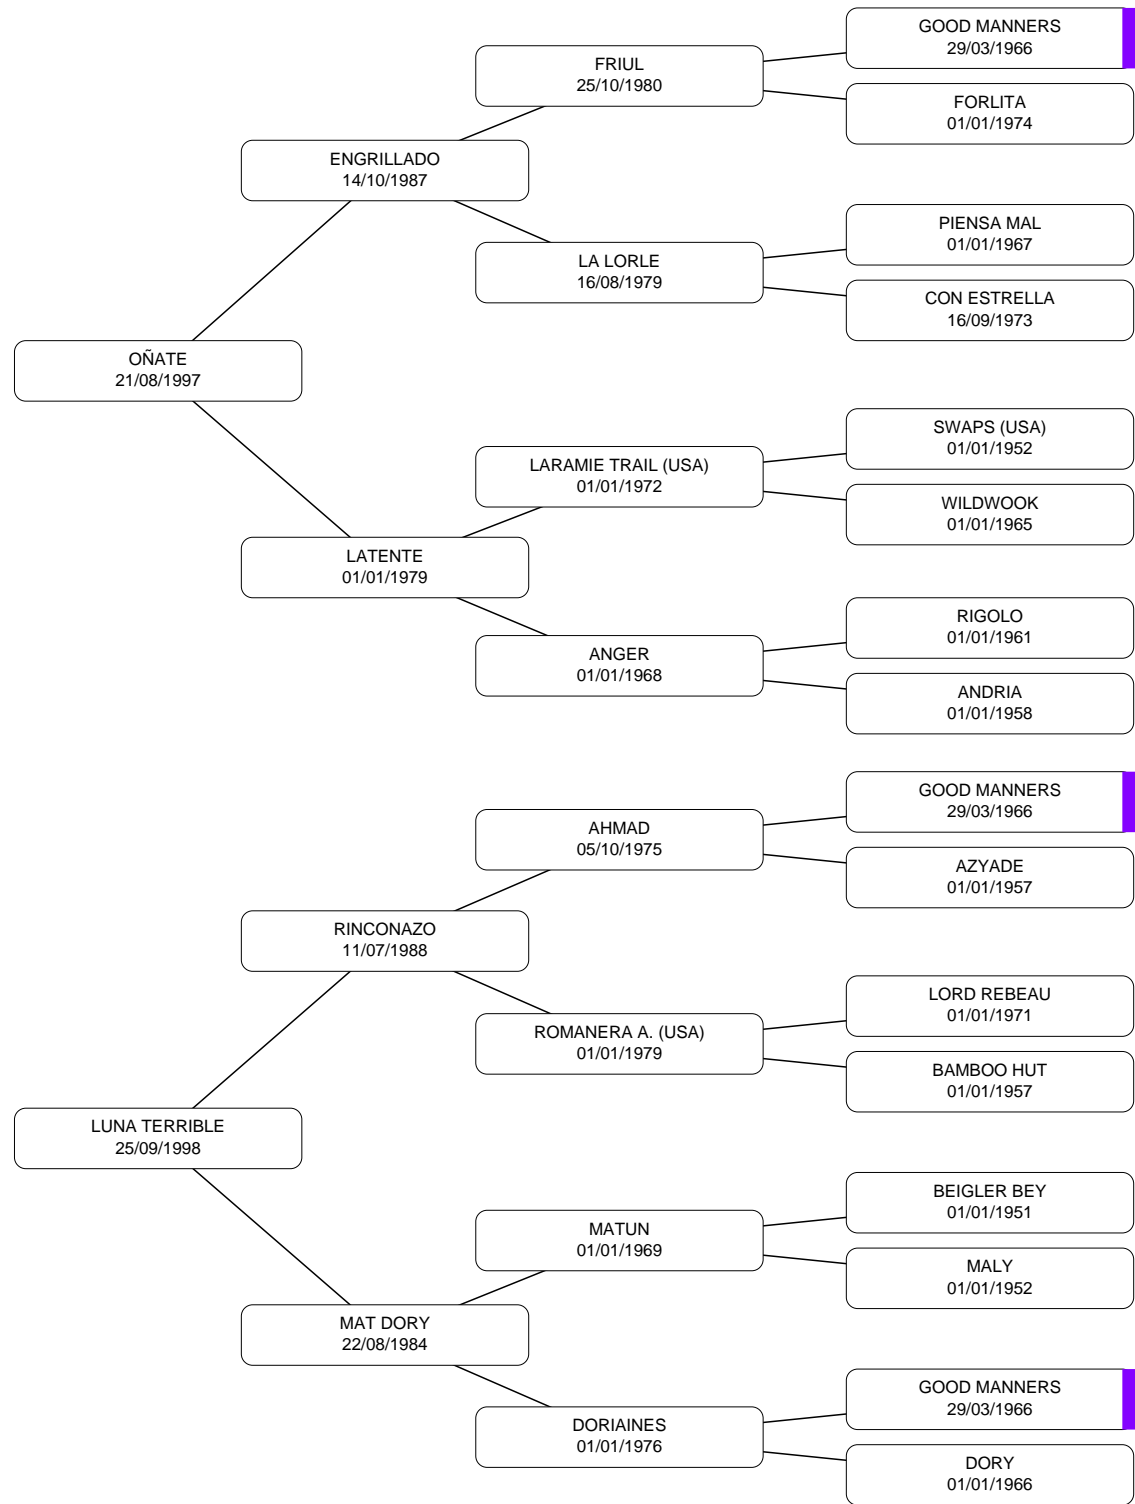 GOOD MANNERS
29/03/1966
FRIUL
25/10/1980
FORLITA
01/01/1974
ENGRILLADO
14/10/1987
PIENSA MAL
01/01/1967
LA LORLE
16/08/1979
CON ESTRELLA
16/09/1973
OÑATE
21/08/1997
SWAPS (USA)
01/01/1952
LARAMIE TRAIL (USA)
01/01/1972
WILDWOOK
01/01/1965
LATENTE
01/01/1979
RIGOLO
01/01/1961
ANGER
01/01/1968
ANDRIA
01/01/1958
GOOD MANNERS
29/03/1966
AHMAD
05/10/1975
AZYADE
01/01/1957
RINCONAZO
11/07/1988
LORD REBEAU
01/01/1971
ROMANERA A. (USA)
01/01/1979
BAMBOO HUT
01/01/1957
LUNA TERRIBLE
25/09/1998
BEIGLER BEY
01/01/1951
MATUN
01/01/1969
MALY
01/01/1952
MAT DORY
22/08/1984
GOOD MANNERS
29/03/1966
DORIAINES
01/01/1976
DORY
01/01/1966